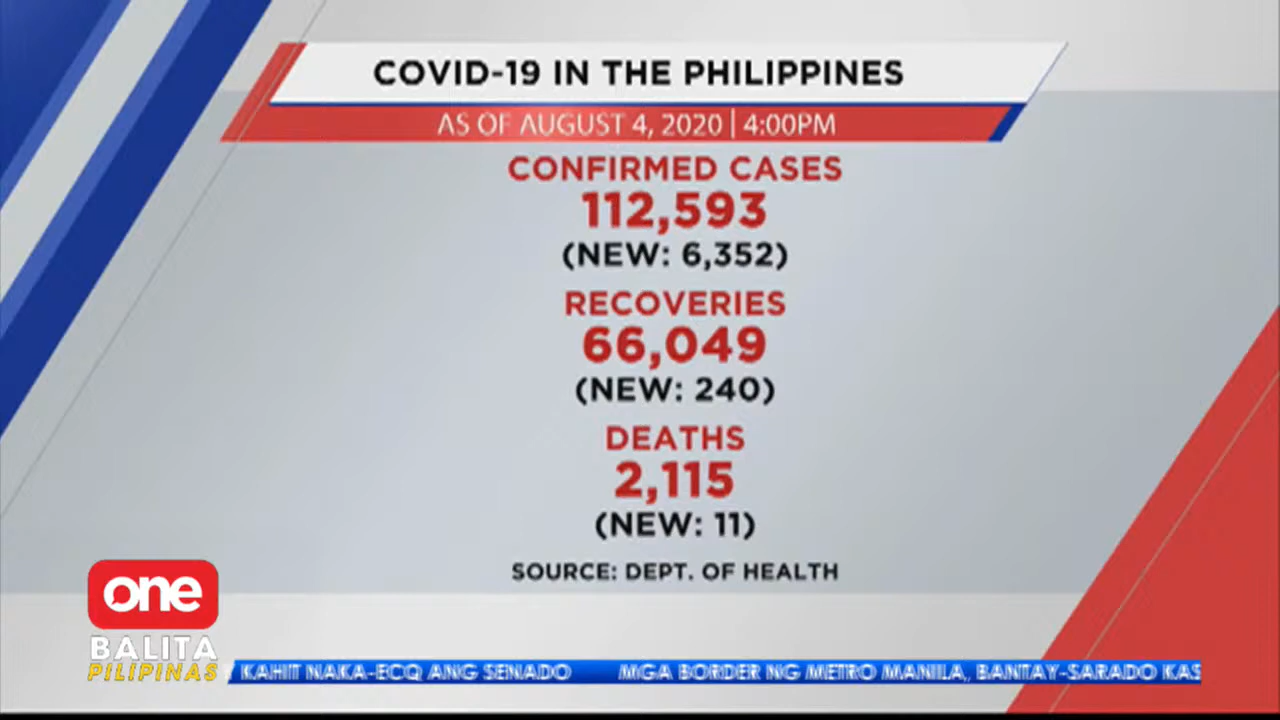 COVID-19 IN THE PHILIPPINES
AS OF AUGUST 4, 2020 | 4:00PM
CONFIRMED CASES
112,593
(NEW: 6,352)
RECOVERIES
66,049
(NEW: 240)
DEATHS
2,115
(NEW: 11)
SOURCE: DEPT. OF HEALTH
one
BALITA
PILIPINAS
KAHIT NAKA-ECQ ANG SENADO MGA BORDER NG METRO MANILA, BANTAY-SARADO KAS